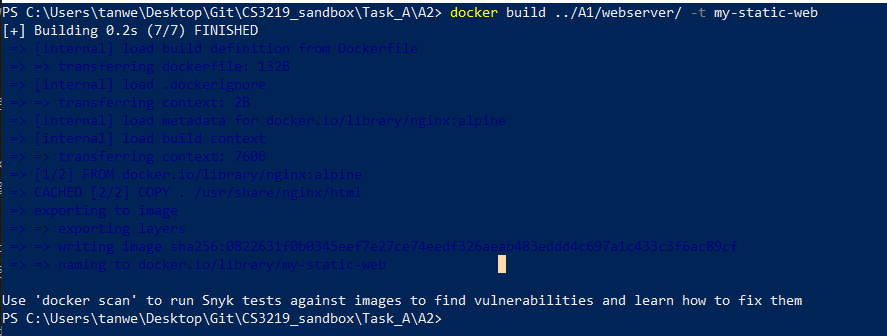 PS C:\Users\tanwe\Desktop\Git\CS3219_sandbox\Task_A\A2> docker build ../A1/webserver/ -t my-static-web
[+] Building 0.2s (7/7) FINISHED
=> [internal] load build definition from Dockerfile
=> => transferring dockerfile: 132B
=> [internal] load .dockerignore
=> => transferring context: 2B
=> [internal] load metadata for docker.io/library/nginx:alpine
=> [internal] load build context
=> => transferring context: 760B
=> [1/2] FROM docker.io/library/nginx:alpine
=> CACHED [2/2] COPY . /usr/share/nginx/html
=> exporting to image
=> => exporting layers
=> => writing image sha256:0822631f0b0345eef7e27ce74eedf326aeab483eddd4c697a1c433c3f6ac89cf
=> => naming to docker.io/library/my-static-web
Use 'docker scan' to run Snyk tests against images to find vulnerabilities and learn how to fix them
PS C:\Users\tanwe\Desktop\Git\CS3219_sandbox\Task_A\A2>